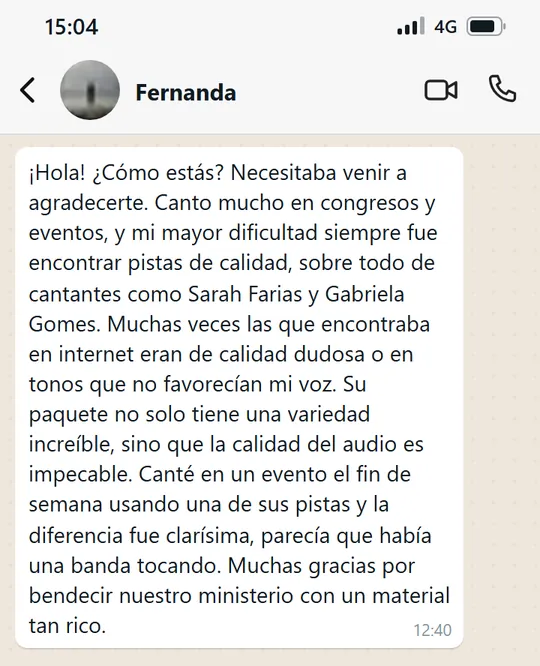 15:04
4G
Fernanda
¡Hola! ¿Cómo estás? Necesitaba venir a
agradecerte. Canto mucho en congresos y
eventos, y mi mayor dificultad siempre fue
encontrar pistas de calidad, sobre todo de
cantantes como Sarah Farias y Gabriela
Gomes. Muchas veces las que encontraba
en internet eran de calidad dudosa o en
tonos que no favorecían mi voz. Su
paquete no solo tiene una variedad
increíble, sino que la calidad del audio es
impecable. Canté en un evento el fin de
semana usando una de sus pistas y la
diferencia fue clarísima, parecía que había
una banda tocando. Muchas gracias por
bendecir nuestro ministerio con un material
tan rico.
12:40